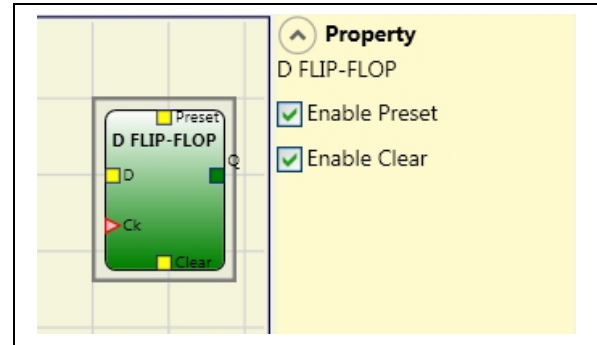 Property
D FLIP-FLOP
Enable Preset
Enable Clear
Preset
D FLIP-FLOP
Q
D
Ck
Clear